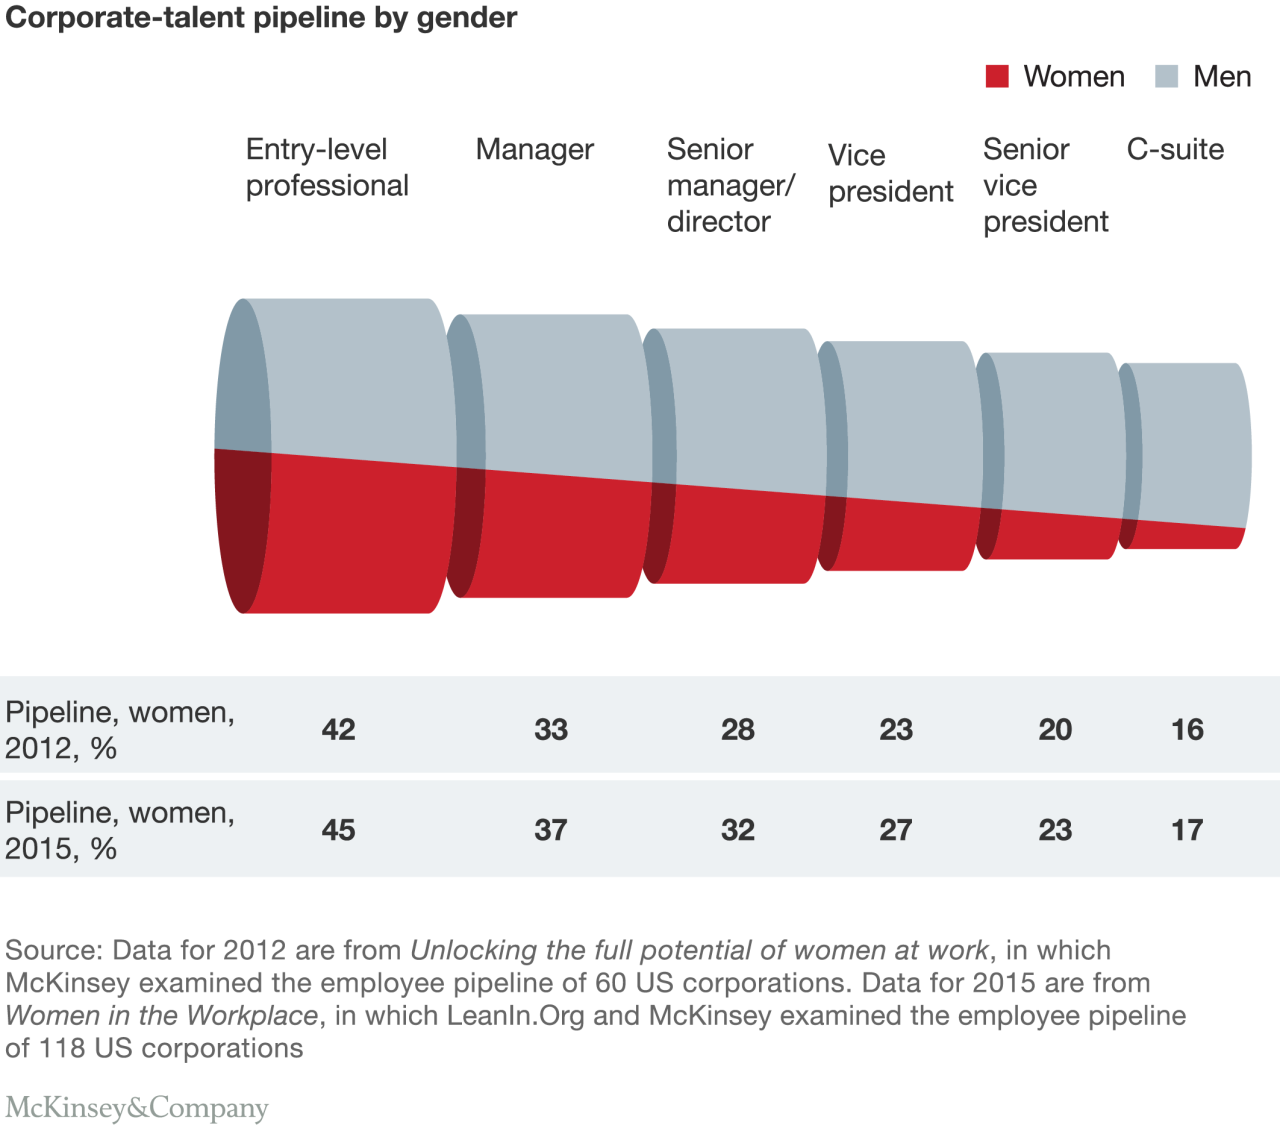 Corporate-talent pipeline by gender
Women Men
Entry-level
professional
Manager
Senior
manager/
director
Vice
president
Senior
vice
president
C-suite
Pipeline, women,
2012, %
42 33 28 23 20 16
Pipeline, women,
2015, %
45 37 32 27 23 17
Source: Data for 2012 are from Unlocking the full potential of women at work, in which
McKinsey examined the employee pipeline of 60 US corporations. Data for 2015 are from
Women in the Workplace, in which LeanIn.Org and McKinsey examined the employee pipeline
of 118 US corporations
McKinsey&Company